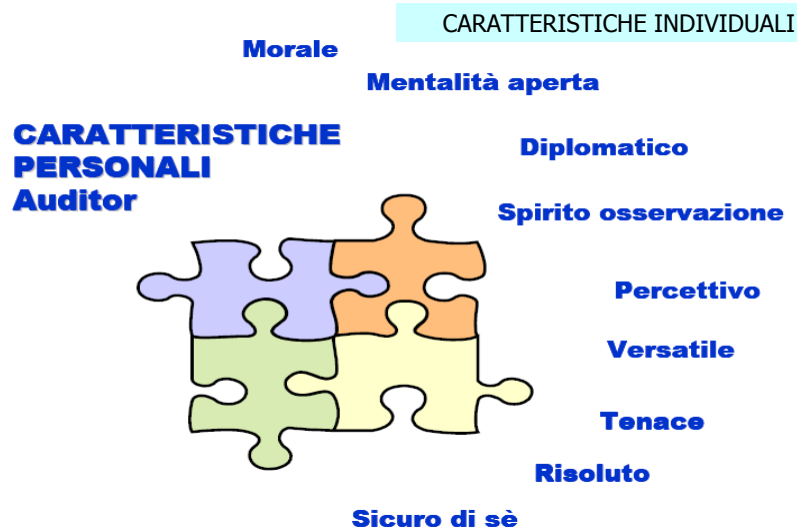 CARATTERISTICHE INDIVIDUALI
Morale
Mentalità aperta
CARATTERISTICHE
PERSONALI
Auditor
Diplomatico
Spirito osservazione
Percettivo
Versatile
Tenace
Risoluto
Sicuro di sè